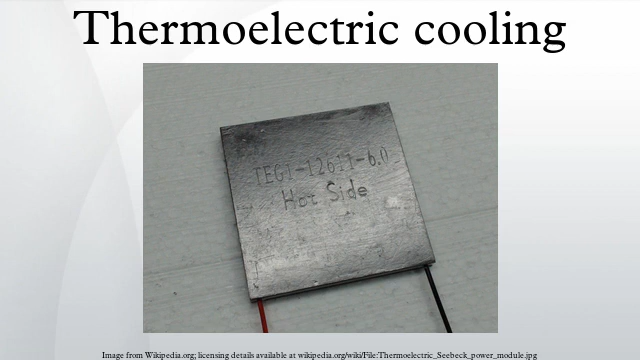 Thermoelectric cooling
TEG1-12611-6.0
Hot Side
Image from Wikipedia.org; licensing details available at wikipedia.org/wiki/File:Thermoelectric_Seebeck_power_module.jpg